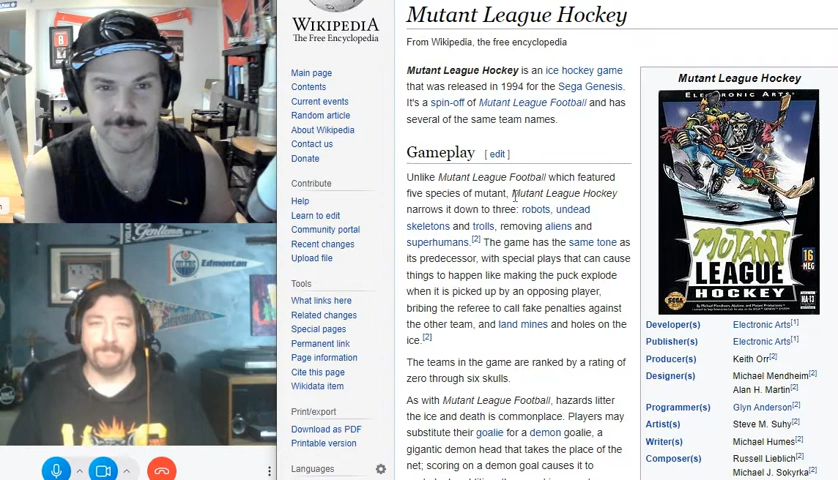 Gentlemen
Edmonton
WIKIPEDIA
The Free Encyclopedia
Main page
Contents
Current events
Random article
About Wikipedia
Contact us
Donate
Contribute
Help
Learn to edit
Community portal
Recent changes
Upload file
Tools
What links here
Related changes
Special pages
Permanent link
Page information
Cite this page
Wikidata item
Print/export
Download as PDF
Printable version
Languages
Mutant League Hockey
From Wikipedia, the free encyclopedia
Mutant League Hockey is an ice hockey game
that was released in 1994 for the Sega Genesis.
It's a spin-off of Mutant League Football and has
several of the same team names.
Gameplay [ edit ]
Unlike Mutant League Football which featured
five species of mutant, Mutant League Hockey
narrows it down to three: robots, undead
skeletons and trolls, removing aliens and
superhumans.[2] The game has the same tone as
its predecessor, with special plays that can cause
things to happen like making the puck explode
when it is picked up by an opposing player,
bribing the referee to call fake penalties against
the other team, and land mines and holes on the
ice.[2]
The teams in the game are ranked by a rating of
zero through six skulls.
As with Mutant League Football, hazards litter
the ice and death is commonplace. Players may
substitute their goalie for a demon goalie, a
gigantic demon head that takes the place of the
net; scoring on a demon goal causes it to
Mutant League Hockey
ELECTRONIC ARTS
MUTANT
LEAGUE
HOCKEY
16
MEG
SEGA
MA-13
Developer(s) Electronic Arts[1]
Publisher(s) Electronic Arts[1]
Producer(s) Keith Orr[2]
Designer(s) Michael Mendheim[2]
Alan H. Martin[2]
Programmer(s) Glyn Anderson[2]
Artist(s) Steve M. Suhy[2]
Writer(s) Michael Humes[2]
Composer(s) Russell Lieblich[2]
Michael J. Sokyrka[2]